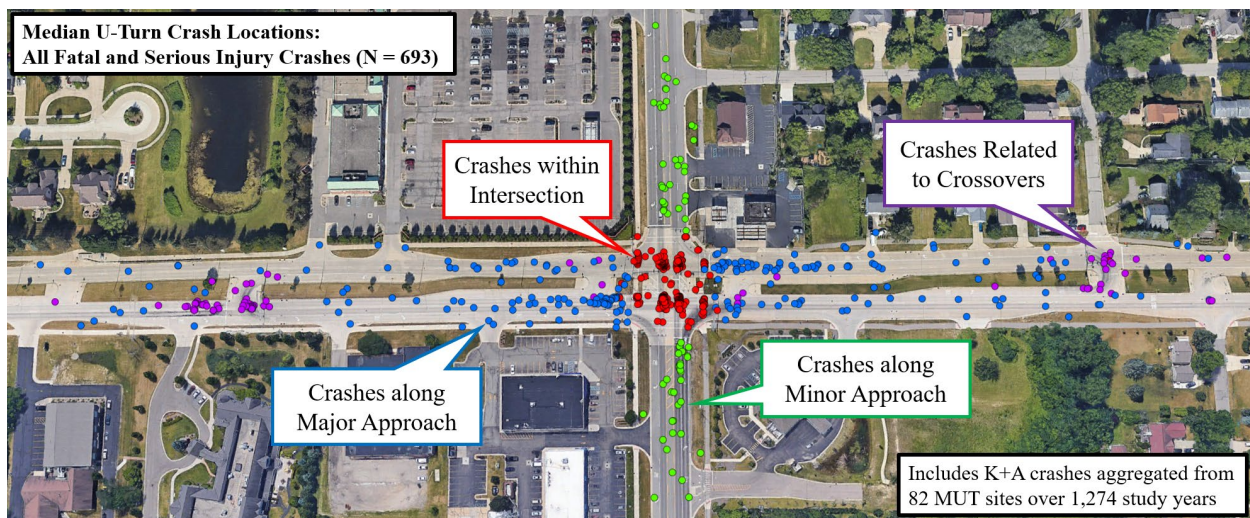 Median U-Turn Crash Locations:
All Fatal and Serious Injury Crashes (N = 693)
Crashes within
Intersection
Crashes Related
to Crossovers
Crashes along
Major Approach
Crashes along
Minor Approach
Includes K+A crashes aggregated from
82 MUT sites over 1,274 study years